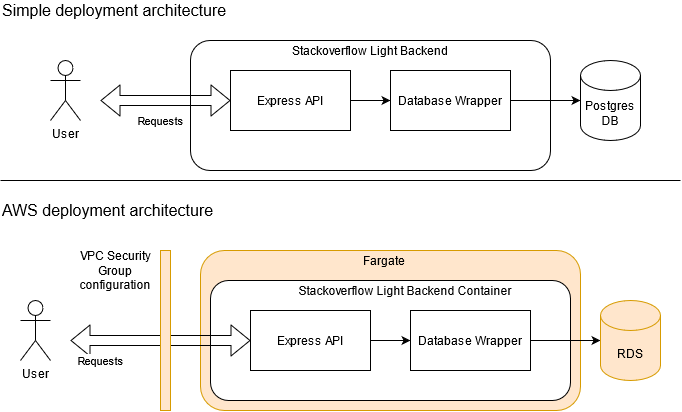 Simple deployment architecture
Stackoverflow Light Backend
User
Requests
Express API
Database Wrapper
Postgres
DB
AWS deployment architecture
VPC Security
Group
configuration
Fargate
Stackoverflow Light Backend Container
User
Requests
Express API
Database Wrapper
RDS